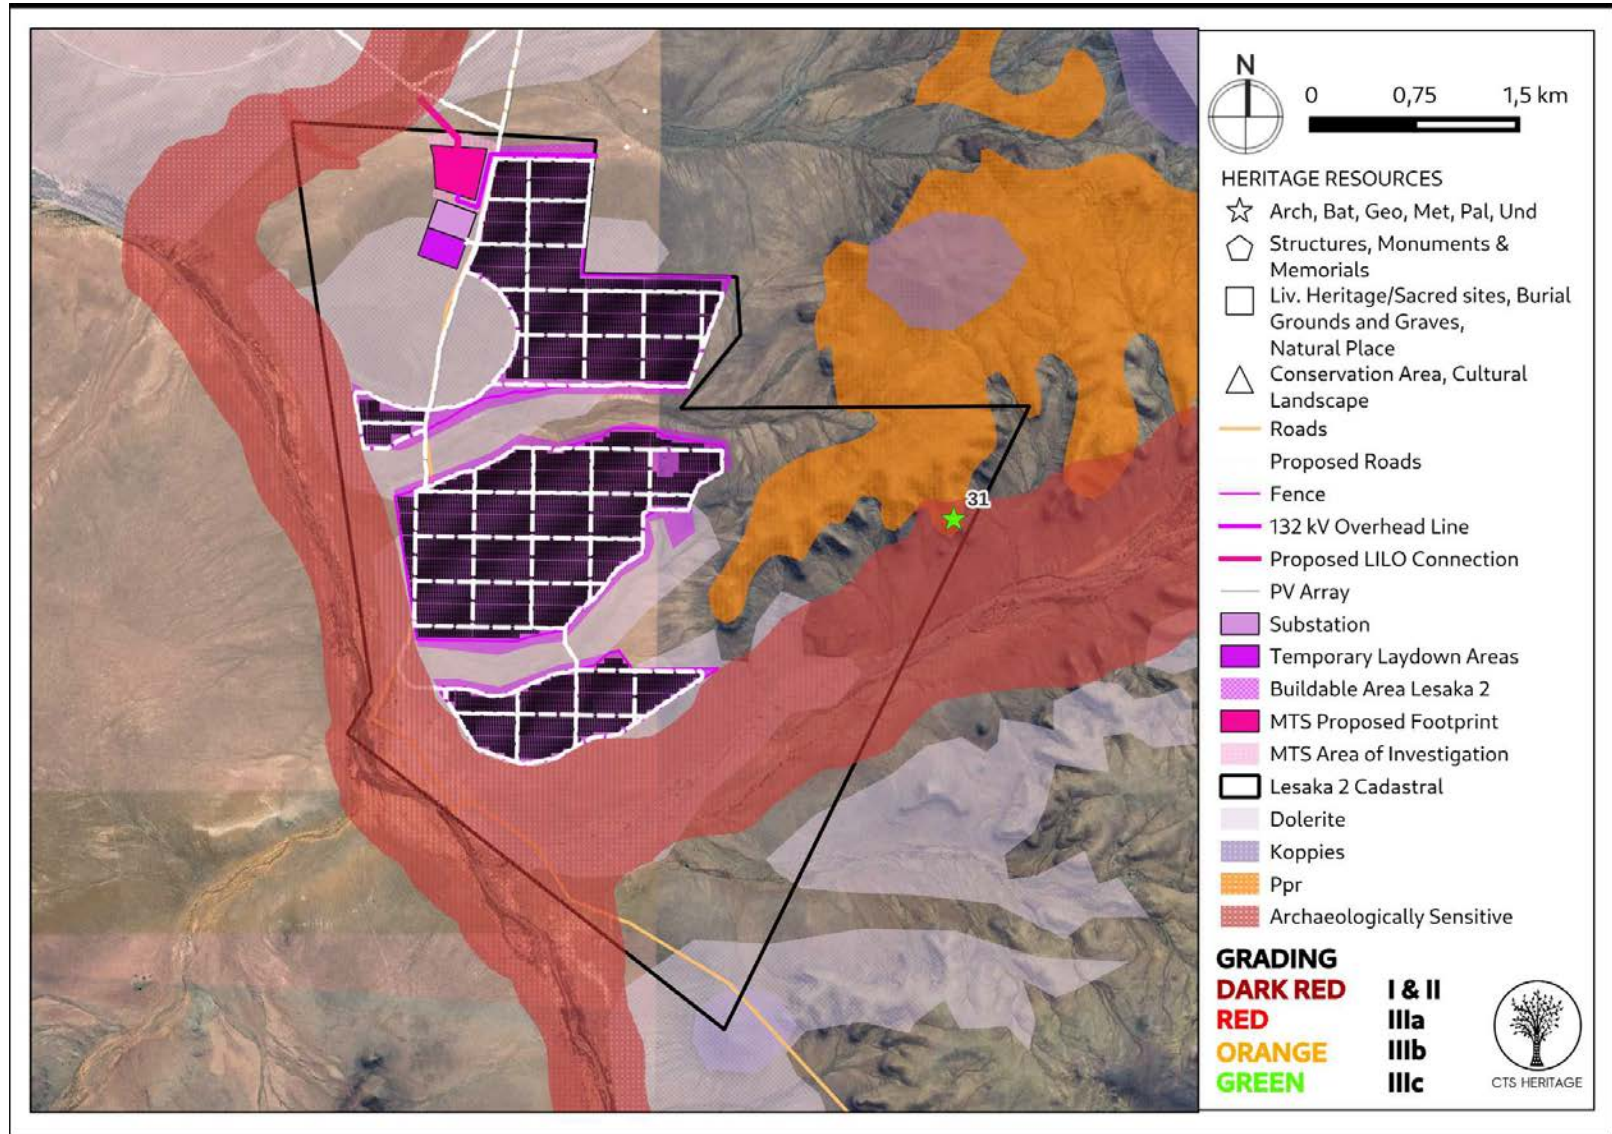 N
0 0,75 1,5 km
HERITAGE RESOURCES
Arch, Bat, Geo, Met, Pal, Und
Structures, Monuments &
Memorials
Liv. Heritage/Sacred sites, Burial
Grounds and Graves,
Natural Place
Conservation Area, Cultural
Landscape
Roads
Proposed Roads
Fence
132 kV Overhead Line
Proposed LILO Connection
PV Array
Substation
Temporary Laydown Areas
Buildable Area Lesaka 2
MTS Proposed Footprint
MTS Area of Investigation
Lesaka 2 Cadastral
Dolerite
Koppies
Ppr
Archaeologically Sensitive
GRADING
DARK RED I & II
RED IIIa
ORANGE IIIb
GREEN IIIc
CTS HERITAGE
31